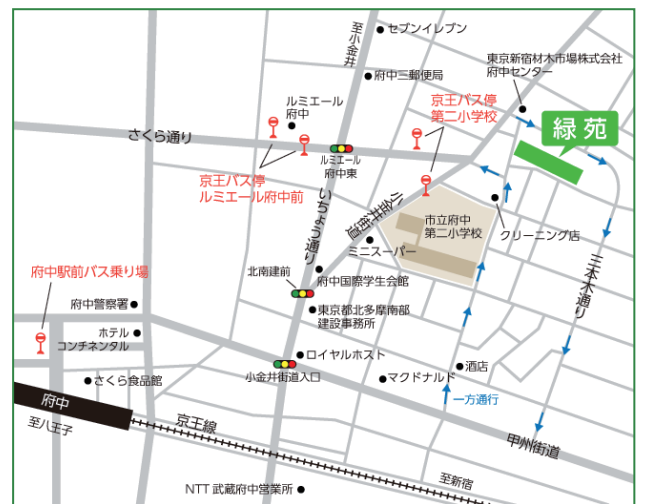 至小金井
セブンイレブン
府中三郵便局
東京新宿材木市場株式会社
府中センター
ルミエール
府中
京王バス停
第二小学校
緑苑
さくら通り
ルミエール
府中東
京王バス停
ルミエール府中前
いちょう通り
小金井街道
市立府中
第二小学校
クリーニング店
ミニスーパー
三本木通り
府中駅前バス乗り場
北南建前
府中国際学生会館
府中警察署
東京都北多摩南部
建設事務所
ホテル
コンチネンタル
ロイヤルホスト
小金井街道入口
さくら食品館
マクドナルド
酒店
一方通行
府中
至八王子
京王線
甲州街道
至新宿
NTT 武蔵府中営業所